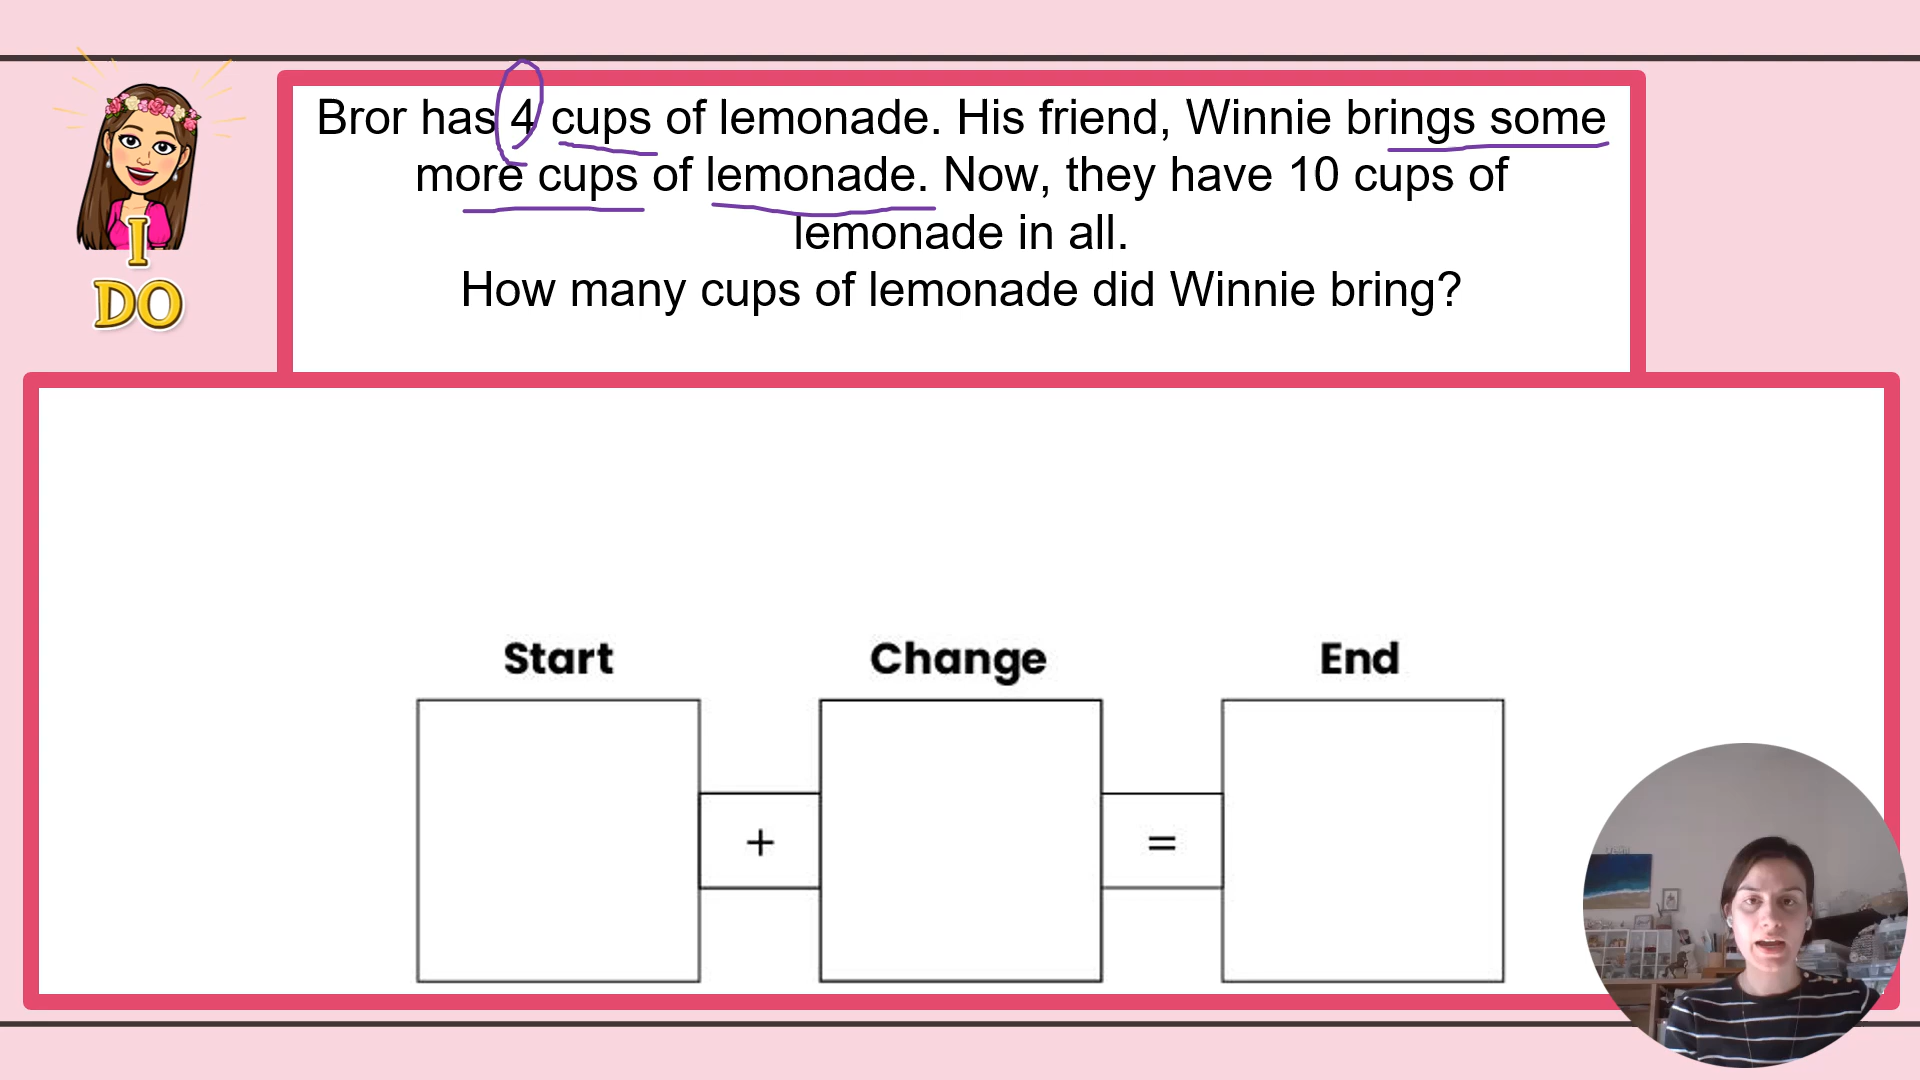 Bror has 4 cups of lemonade. His friend, Winnie brings some
more cups of lemonade. Now, they have 10 cups of
lemonade in all.
How many cups of lemonade did Winnie bring?
I
DO
Start Change End
+ =